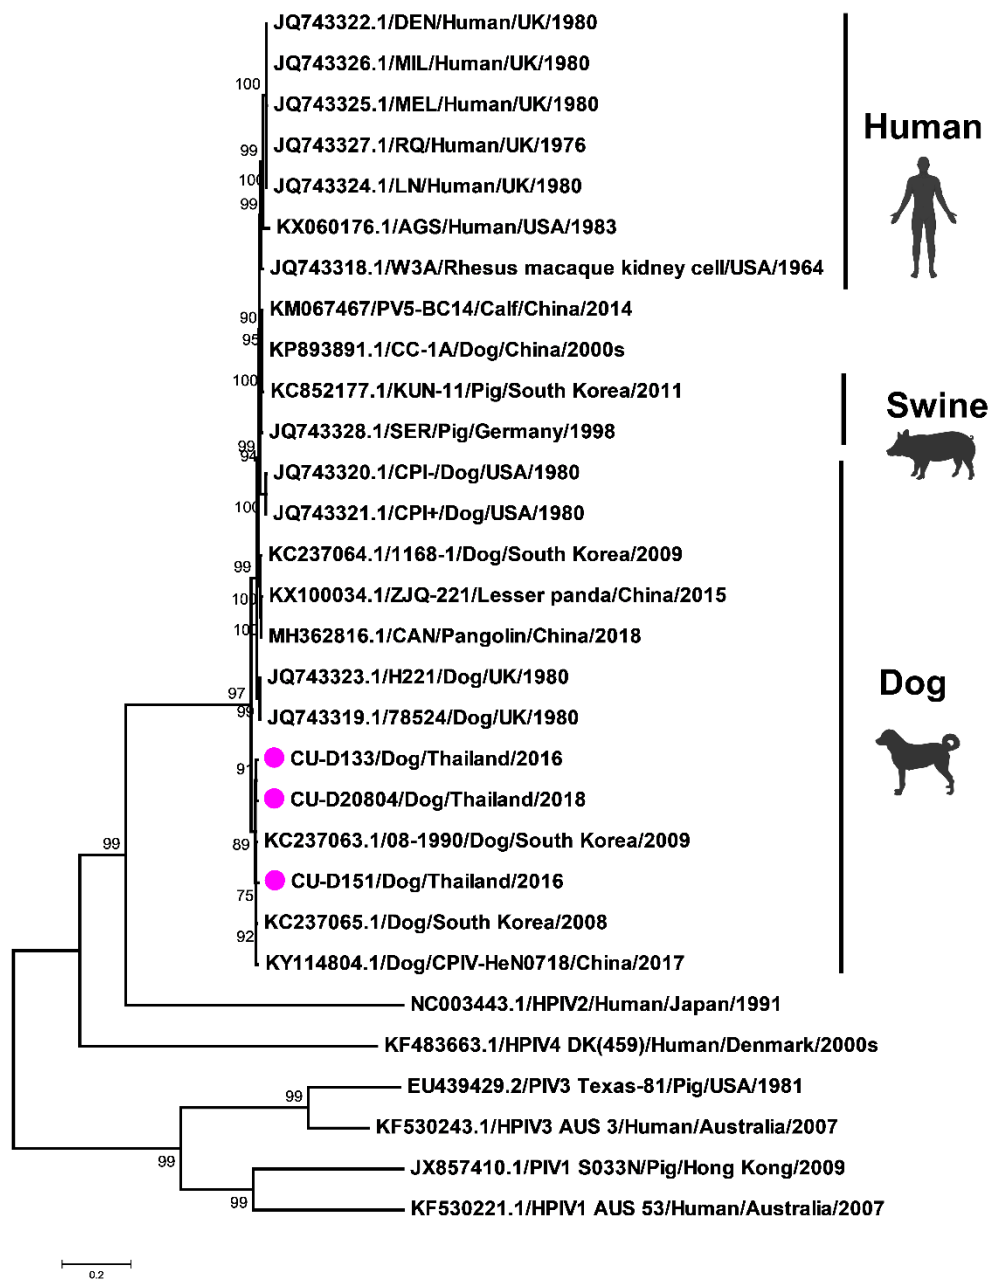 JQ743322.1/DEN/Human/UK/1980
JQ743326.1/MIL/Human/UK/1980
100
JQ743325.1/MEL/Human/UK/1980
Human
99
JQ743327.1/RQ/Human/UK/1976
100
JQ743324.1/LN/Human/UK/1980
99
KX060176.1/AGS/Human/USA/1983
JQ743318.1/W3A/Rhesus macaque kidney cell/USA/1964
90
KM067467/PV5-BC14/Calf/China/2014
95
KP893891.1/CC-1A/Dog/China/2000s
100
KC852177.1/KUN-11/Pig/South Korea/2011
Swine
JQ743328.1/SER/Pig/Germany/1998
99
94
JQ743320.1/CPI-/Dog/USA/1980
100
JQ743321.1/CPI+/Dog/USA/1980
KC237064.1/1168-1/Dog/South Korea/2009
99
KX100034.1/ZJQ-221/Lesser panda/China/2015
100
MH362816.1/CAN/Pangolin/China/2018
100
JQ743323.1/H221/Dog/UK/1980
Dog
97
JQ743319.1/78524/Dog/UK/1980
99
CU-D133/Dog/Thailand/2016
91
CU-D20804/Dog/Thailand/2018
KC237063.1/08-1990/Dog/South Korea/2009
89
CU-D151/Dog/Thailand/2016
75
KC237065.1/Dog/South Korea/2008
92
KY114804.1/Dog/CPIV-HeN0718/China/2017
99
NC003443.1/HPIV2/Human/Japan/1991
KF483663.1/HPIV4 DK(459)/Human/Denmark/2000s
EU439429.2/PIV3 Texas-81/Pig/USA/1981
99
KF530243.1/HPIV3 AUS 3/Human/Australia/2007
99
JX857410.1/PIV1 S033N/Pig/Hong Kong/2009
99
KF530221.1/HPIV1 AUS 53/Human/Australia/2007
0.2